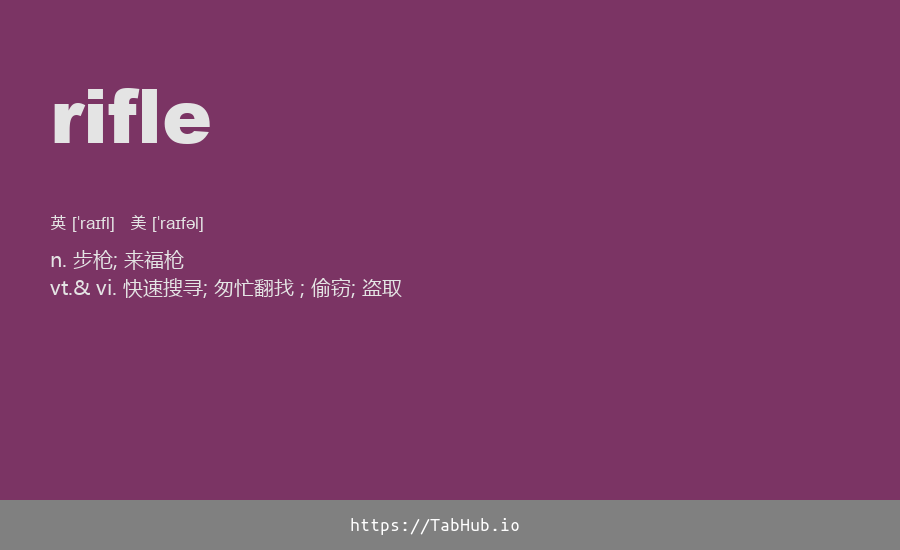 rifle
英 [ˈraɪfl] 美 [ˈraɪfəl]
n. 步枪; 来福枪
vt.& vi. 快速搜寻; 匆忙翻找 ; 偷窃; 盗取
https://TabHub.io